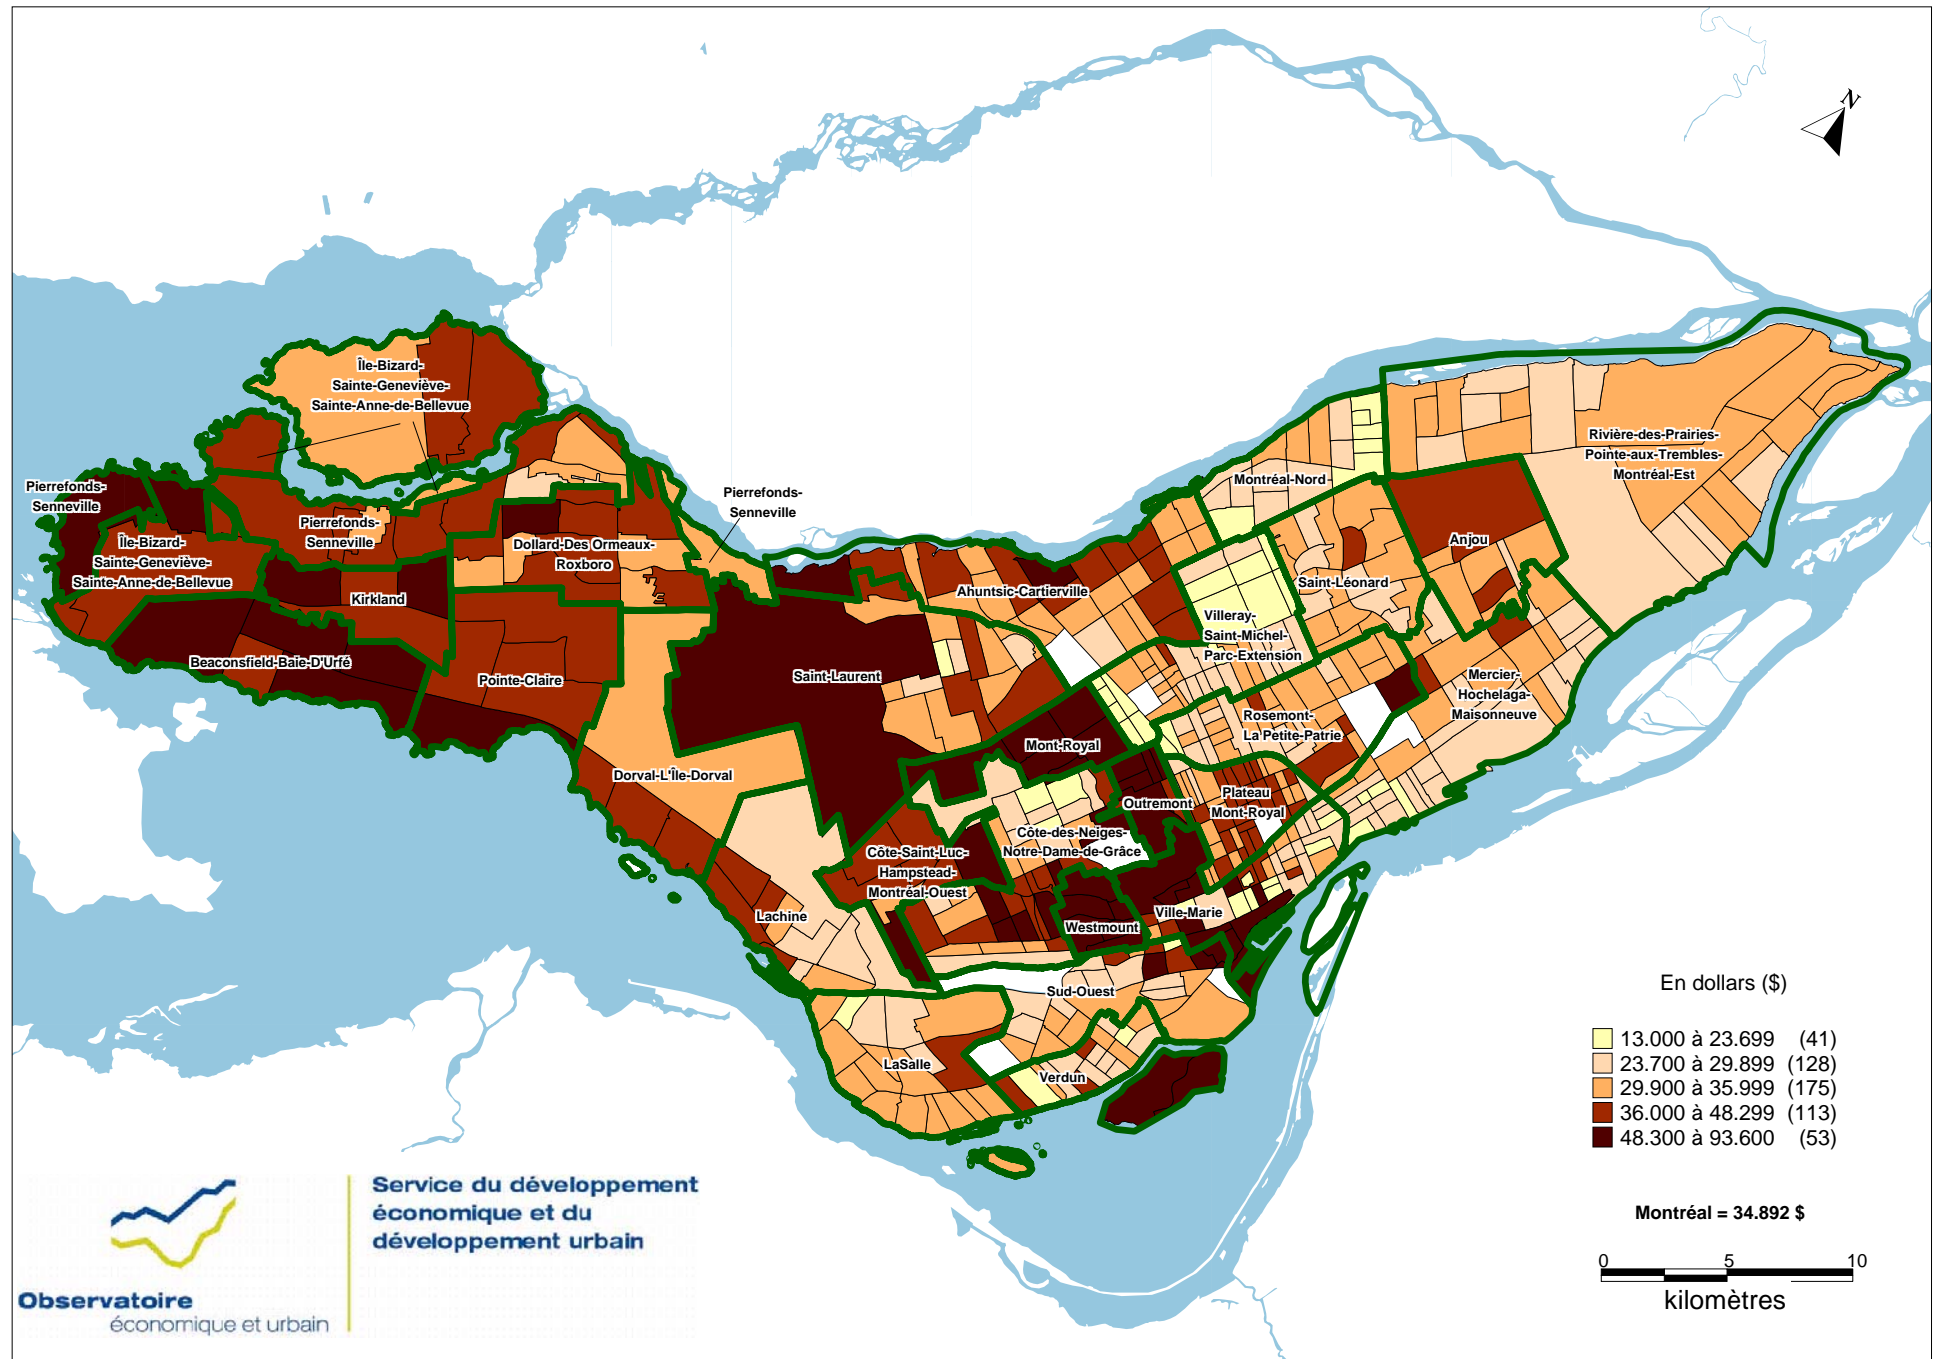 N
Île-Bizard-
Sainte-Geneviève-
Sainte-Anne-de-Bellevue
Pierrefonds-
Senneville
Île-Bizard-
Sainte-Geneviève-
Sainte-Anne-de-Bellevue
Pierrefonds-
Senneville
Pierrefonds-
Senneville
Dollard-Des Ormeaux-
Roxboro
Kirkland
Beaconsfield-Baie-D'Urfé
Pointe-Claire
Dorval-L'Île-Dorval
Saint-Laurent
Ahuntsic-Cartierville
Montréal-Nord
Rivière-des-Prairies-
Pointe-aux-Trembles-
Montréal-Est
Anjou
Saint-Léonard
Villeray-
Saint-Michel-
Parc-Extension
Mercier-
Hochelaga-
Maisonneuve
Rosemont-
La Petite-Patrie
Mont-Royal
Outremont
Plateau
Mont-Royal
Côte-des-Neiges-
Notre-Dame-de-Grâce
Côte-Saint-Luc-
Hampstead-
Montréal-Ouest
Lachine
Westmount
Ville-Marie
Sud-Ouest
LaSalle
Verdun
En dollars ($)
13.000 à 23.699 (41)
23.700 à 29.899 (128)
29.900 à 35.999 (175)
36.000 à 48.299 (113)
48.300 à 93.600 (53)
Montréal = 34.892 $
0 5 10
kilomètres
Service du développement
économique et du
développement urbain
Observatoire
économique et urbain